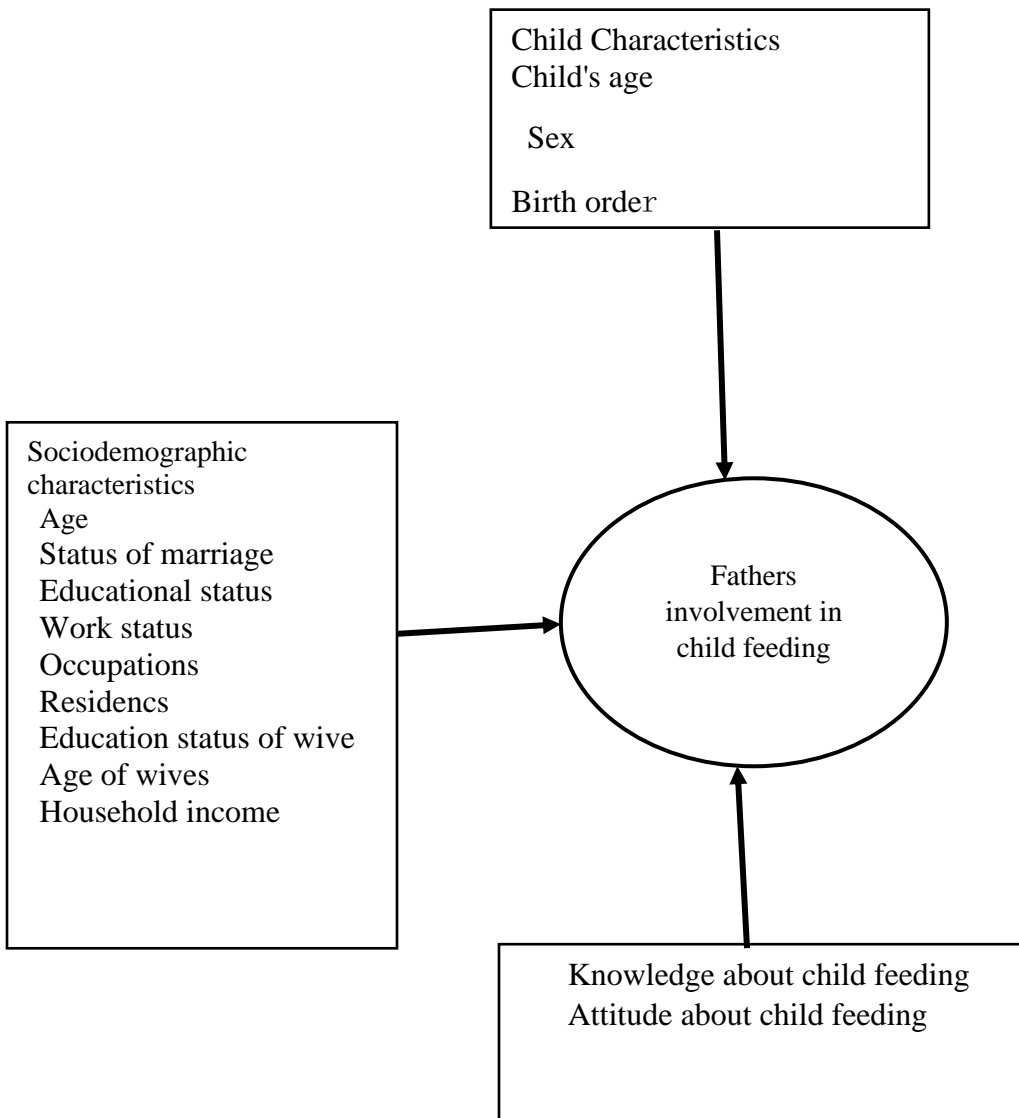 Child Characteristics
Child's age
Sex
Birth order
Sociodemographic
characteristics
Age
Status of marriage
Educational status
Work status
Occupations
Residencs
Education status of wive
Age of wives
Household income
Fathers
involvement in
child feeding
Knowledge about child feeding
Attitude about child feeding